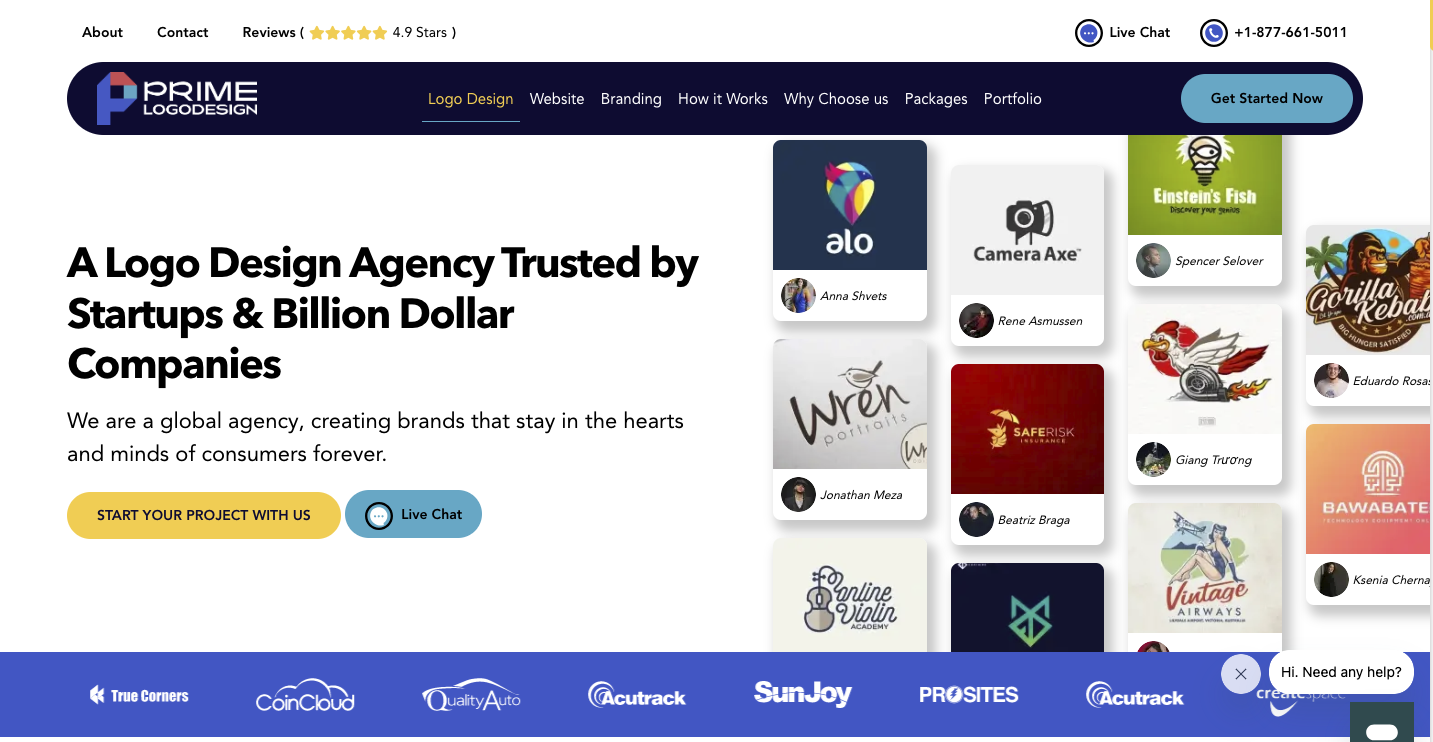 About
Contact
Reviews ( 4.9 Stars )
Live Chat
+1-877-661-5011
PRIME
LOGODESIGN
Logo Design
Website
Branding
How it Works
Why Choose us
Packages
Portfolio
Get Started Now
A Logo Design Agency Trusted by
Startups & Billion Dollar
Companies
We are a global agency, creating brands that stay in the hearts
and minds of consumers forever.
START YOUR PROJECT WITH US
Live Chat
alo
Anna Shvets
Wren
portraits
Jonathan Meza
online
Violin
ACADEMY
Camera Axe™
Rene Asmussen
SAFERISK
INSURANCE
Beatriz Braga
Einstein's Fish
Discover your genius
Spencer Selover
Giang Trương
Vintage
AIRWAYS
Gorilla
Kebab
.com.au
BIG HUNGER SATISFIED
Eduardo Rosas
BAWABATE
Ksenia Cherna
True Corners
CoinCloud
QualityAuto
Acutrack
SunJoy
PROSITES
Acutrack
createspace
Hi. Need any help?